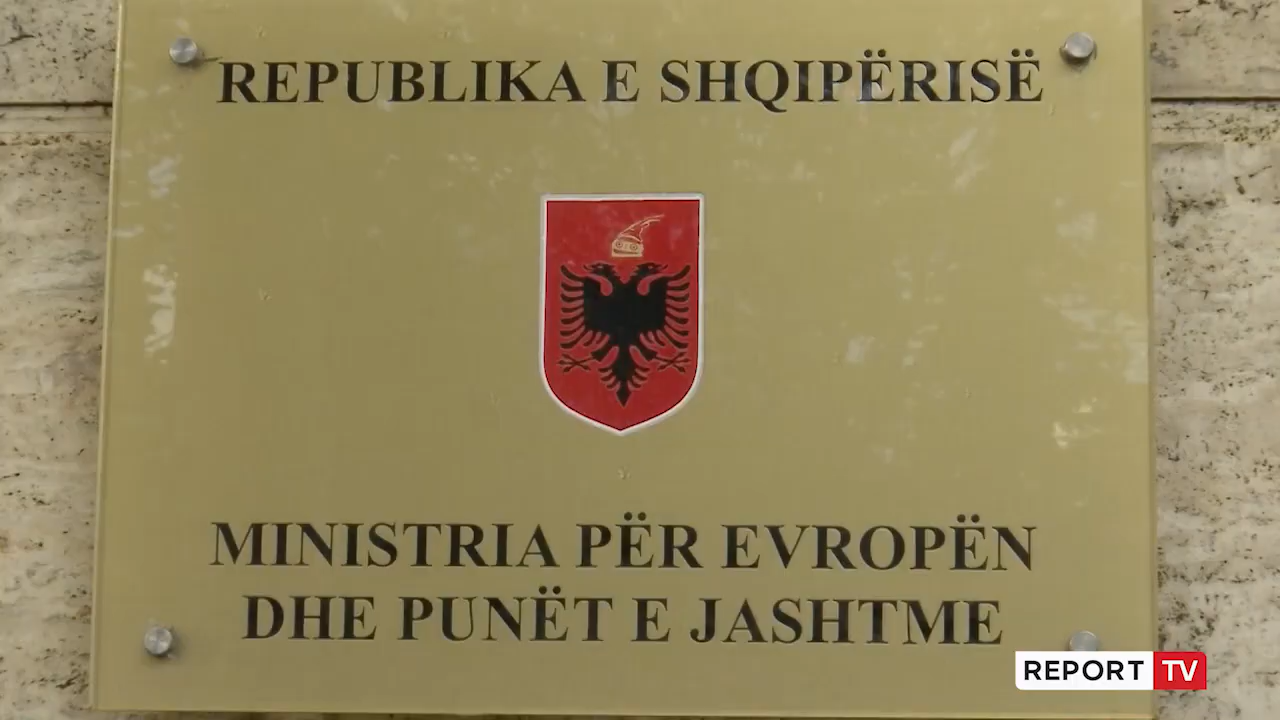 REPUBLIKA E SHQIPËRISË
MINISTRIA PËR EVROPËN
DHE PUNËT E JASHTME
REPORT TV